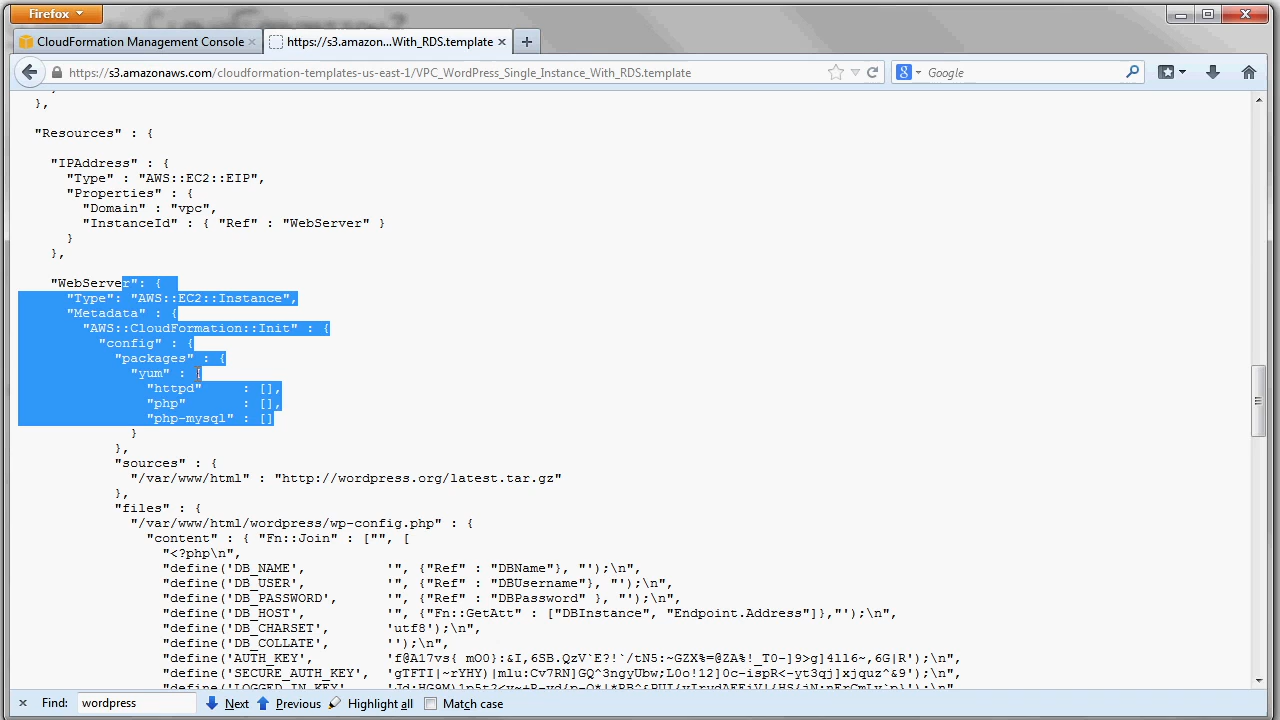 CloudFormation?
Firefox
CloudFormation Management Console
https://s3.amazon...With_RDS.template
https://s3.amazonaws.com/cloudformation-templates-us-east-1/VPC_WordPress_Single_Instance_With_RDS.template
Google
},
"Resources" : {
"IPAddress" : {
"Type" : "AWS::EC2::EIP",
"Properties" : {
"Domain" : "vpc",
"InstanceId" : { "Ref" : "WebServer" }
}
},
"WebServer": {
"Type": "AWS::EC2::Instance",
"Metadata" : {
"AWS::CloudFormation::Init" : {
"config" : {
"packages" : {
"yum" : {
"httpd" : [],
"php" : [],
"php-mysql" : []
}
},
"sources" : {
"/var/www/html" : "http://wordpress.org/latest.tar.gz"
},
"files" : {
"/var/www/html/wordpress/wp-config.php" : {
"content" : { "Fn::Join" : ["", [
"<?php\n",
"define('DB_NAME', '", {"Ref" : "DBName"}, "');\n",
"define('DB_USER', '", {"Ref" : "DBUsername"}, "');\n",
"define('DB_PASSWORD', '", {"Ref" : "DBPassword" }, "');\n",
"define('DB_HOST', '", {"Fn::GetAtt" : ["DBInstance", "Endpoint.Address"]},"');\n",
"define('DB_CHARSET', 'utf8');\n",
"define('DB_COLLATE', '');\n",
"define('AUTH_KEY',
"define('SECURE_AUTH_KEY',
"define('LOGGED_IN_KEY',
Find: wordpress Next Previous Highlight all Match case